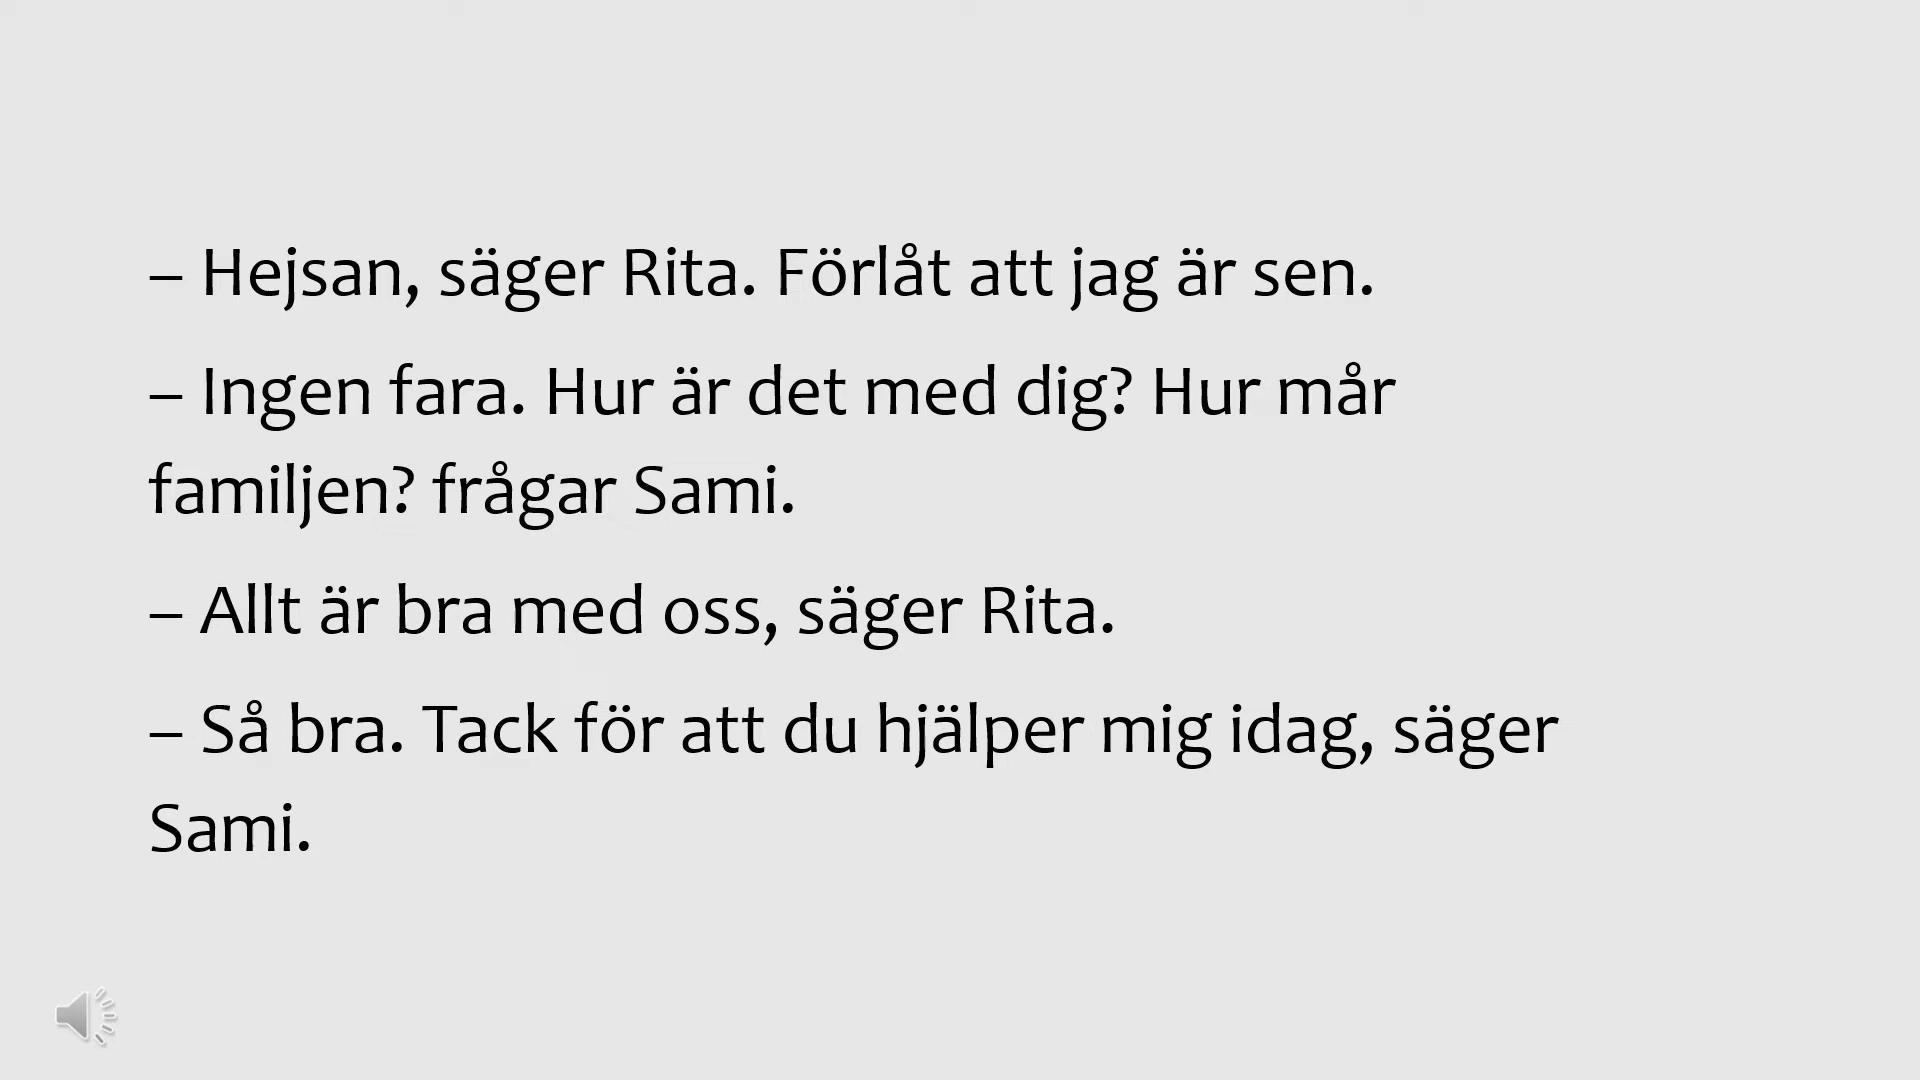 – Hejsan, säger Rita. Förlåt att jag är sen.
– Ingen fara. Hur är det med dig? Hur mår
familjen? frågar Sami.
– Allt är bra med oss, säger Rita.
– Så bra. Tack för att du hjälper mig idag, säger
Sami.